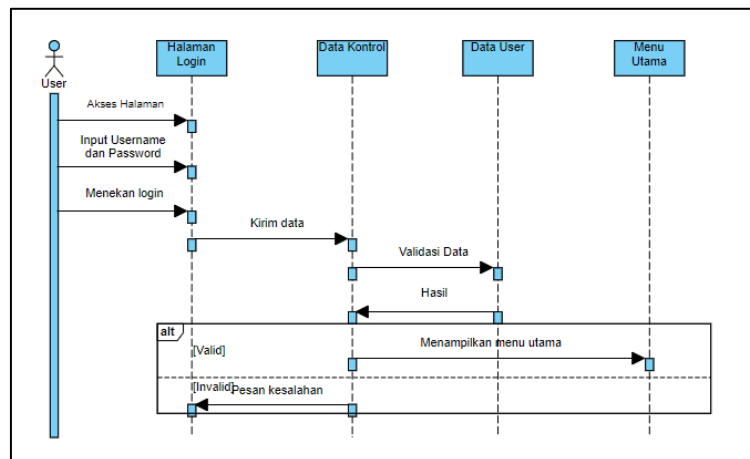 Halaman
Login
Data Kontrol
Data User
Menu
Utama
User
Akses Halaman
Input Username
dan Password
Menekan login
Kirim data
Validasi Data
Hasil
alt
[Valid]
Menampilkan menu utama
[Invalid]
Pesan kesalahan